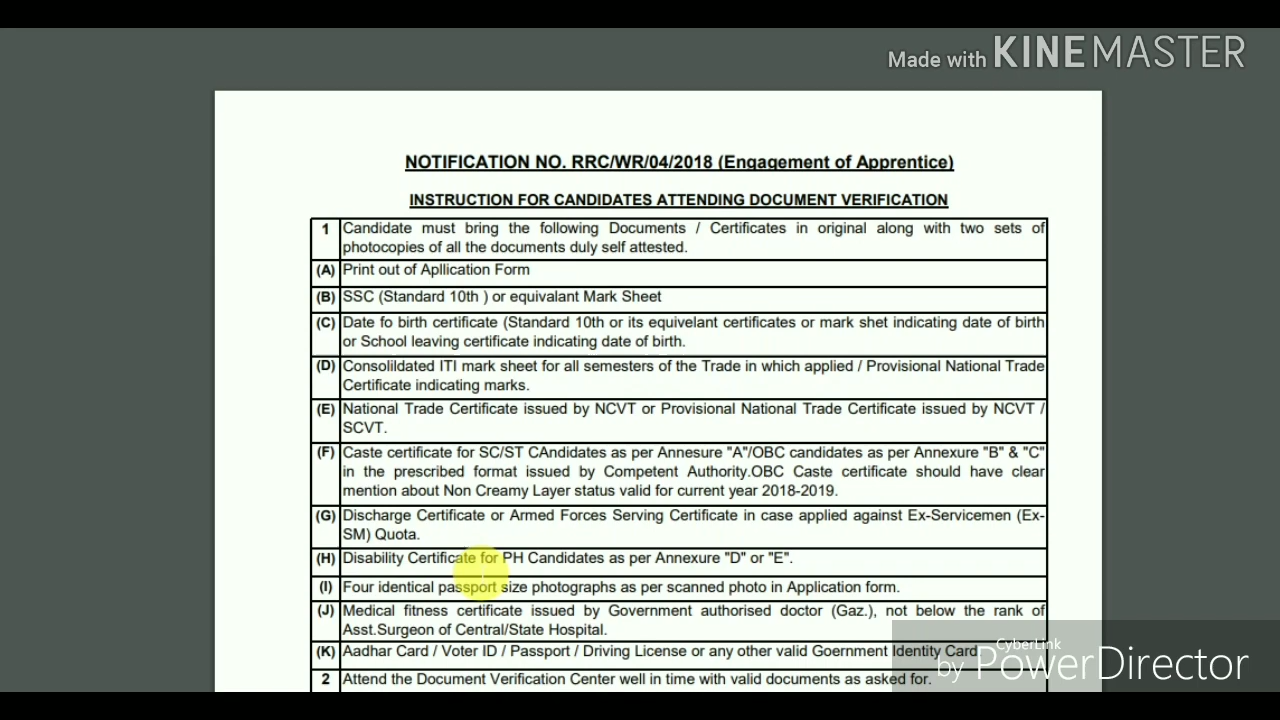 Made with KINEMASTER
NOTIFICATION NO. RRC/WR/04/2018 (Engagement of Apprentice)
INSTRUCTION FOR CANDIDATES ATTENDING DOCUMENT VERIFICATION
1 Candidate must bring the following Documents / Certificates in original along with two sets of
photocopies of all the documents duly self attested.
(A) Print out of Apllication Form
(B) SSC (Standard 10th ) or equivalant Mark Sheet
(C) Date fo birth certificate (Standard 10th or its equivelant certificates or mark shet indicating date of birth
or School leaving certificate indicating date of birth.
(D) Consolildated ITI mark sheet for all semesters of the Trade in which applied / Provisional National Trade
Certificate indicating marks.
(E) National Trade Certificate issued by NCVT or Provisional National Trade Certificate issued by NCVT /
SCVT.
(F) Caste certificate for SC/ST CAndidates as per Annesure "A"/OBC candidates as per Annexure "B" & "C"
in the prescribed format issued by Competent Authority.OBC Caste certificate should have clear
mention about Non Creamy Layer status valid for current year 2018-2019.
(G) Discharge Certificate or Armed Forces Serving Certificate in case applied against Ex-Servicemen (Ex-
SM) Quota.
(H) Disability Certificate for PH Candidates as per Annexure "D" or "E".
(I) Four identical passport size photographs as per scanned photo in Application form.
(J) Medical fitness certificate issued by Government authorised doctor (Gaz.), not below the rank of
Asst.Surgeon of Central/State Hospital.
(K) Aadhar Card / Voter ID / Passport / Driving License or any other valid Goernment Identity Card.
2 Attend the Document Verification Center well in time with valid documents as asked for.
CyberLink
by PowerDirector